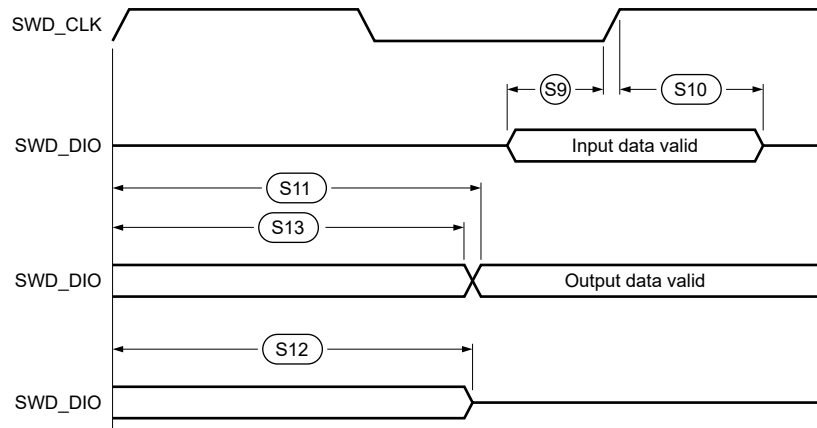 SWD_CLK
S9
S10
SWD_DIO
Input data valid
S11
S13
SWD_DIO
Output data valid
S12
SWD_DIO